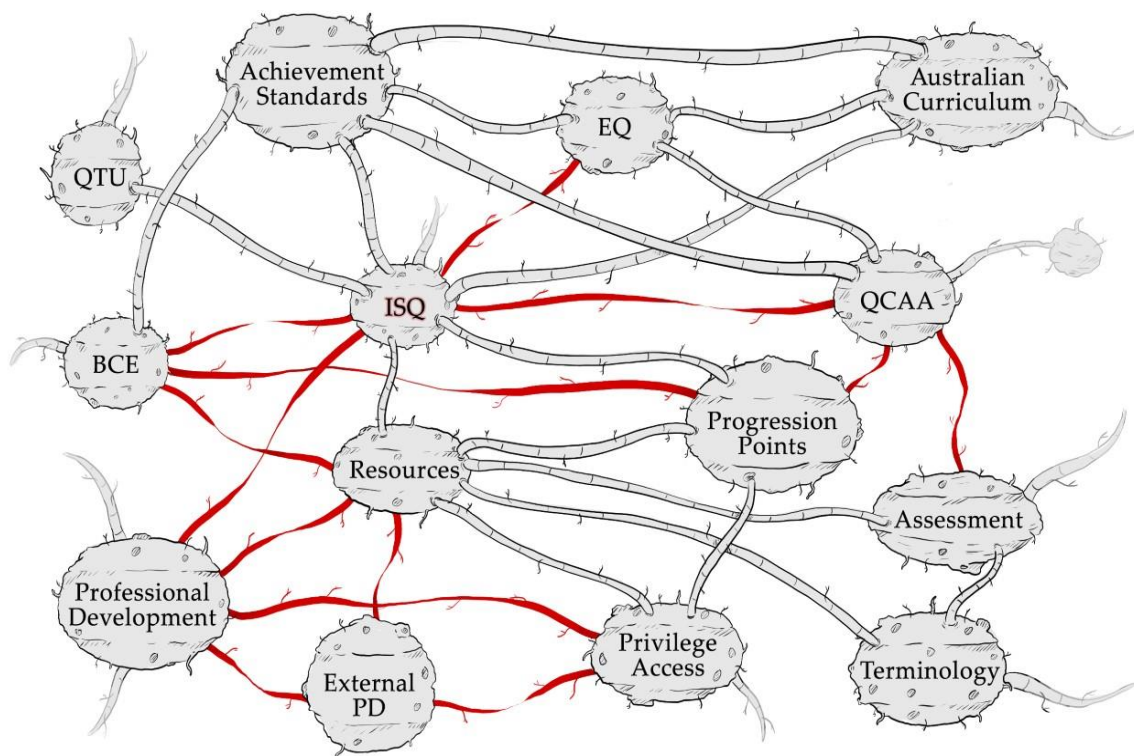 Achievement
Standards
Australian
Curriculum
EQ
QTU
ISQ
QCAA
BCE
Progression
Points
Resources
Assessment
Professional
Development
Privilege
Access
Terminology
External
PD